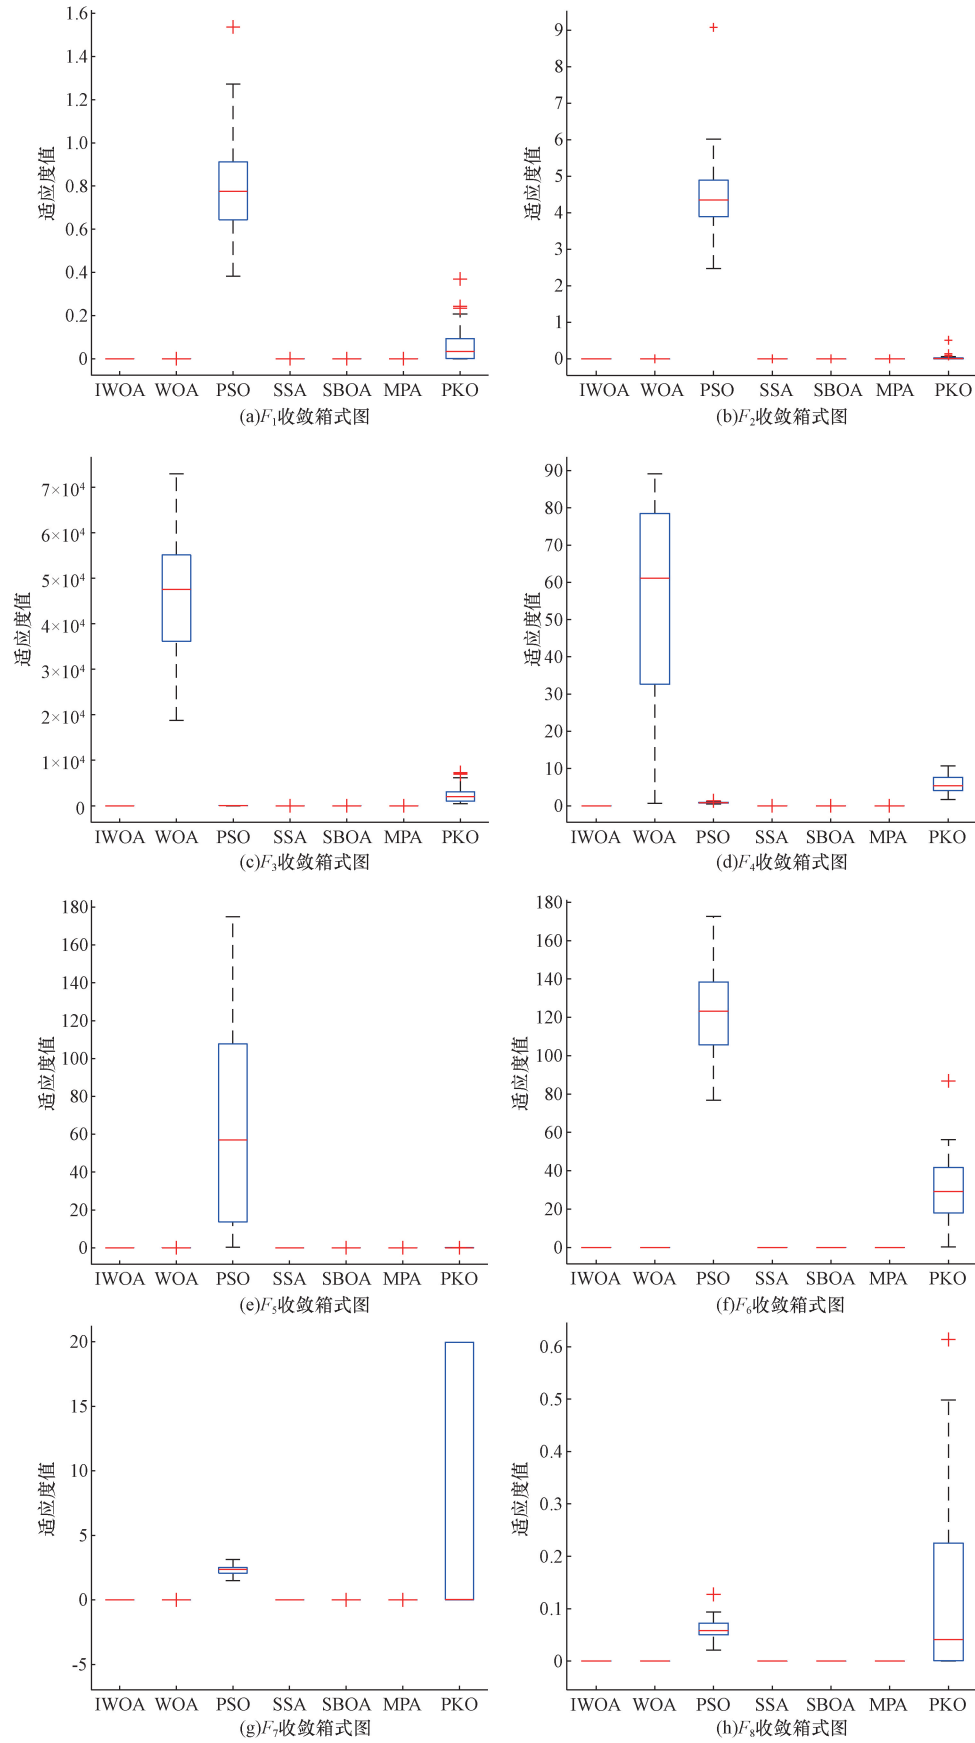 1.6
1.4
1.2
1.0
0.8
0.6
0.4
0.2
0
适应度值
IWOA WOA PSO SSA SBOA MPA PKO
(a)F₁收敛箱式图
9
8
7
6
5
4
3
2
1
0
适应度值
IWOA WOA PSO SSA SBOA MPA PKO
(b)F₂收敛箱式图
7×10⁴
6×10⁴
5×10⁴
4×10⁴
3×10⁴
2×10⁴
1×10⁴
0
适应度值
IWOA WOA PSO SSA SBOA MPA PKO
(c)F₃收敛箱式图
90
80
70
60
50
40
30
20
10
0
适应度值
IWOA WOA PSO SSA SBOA MPA PKO
(d)F₄收敛箱式图
180
160
140
120
100
80
60
40
20
0
适应度值
IWOA WOA PSO SSA SBOA MPA PKO
(e)F₅收敛箱式图
180
160
140
120
100
80
60
40
20
0
适应度值
IWOA WOA PSO SSA SBOA MPA PKO
(f)F₆收敛箱式图
20
15
10
5
0
-5
适应度值
IWOA WOA PSO SSA SBOA MPA PKO
(g)F₇收敛箱式图
0.6
0.5
0.4
0.3
0.2
0.1
0
适应度值
IWOA WOA PSO SSA SBOA MPA PKO
(h)F₈收敛箱式图